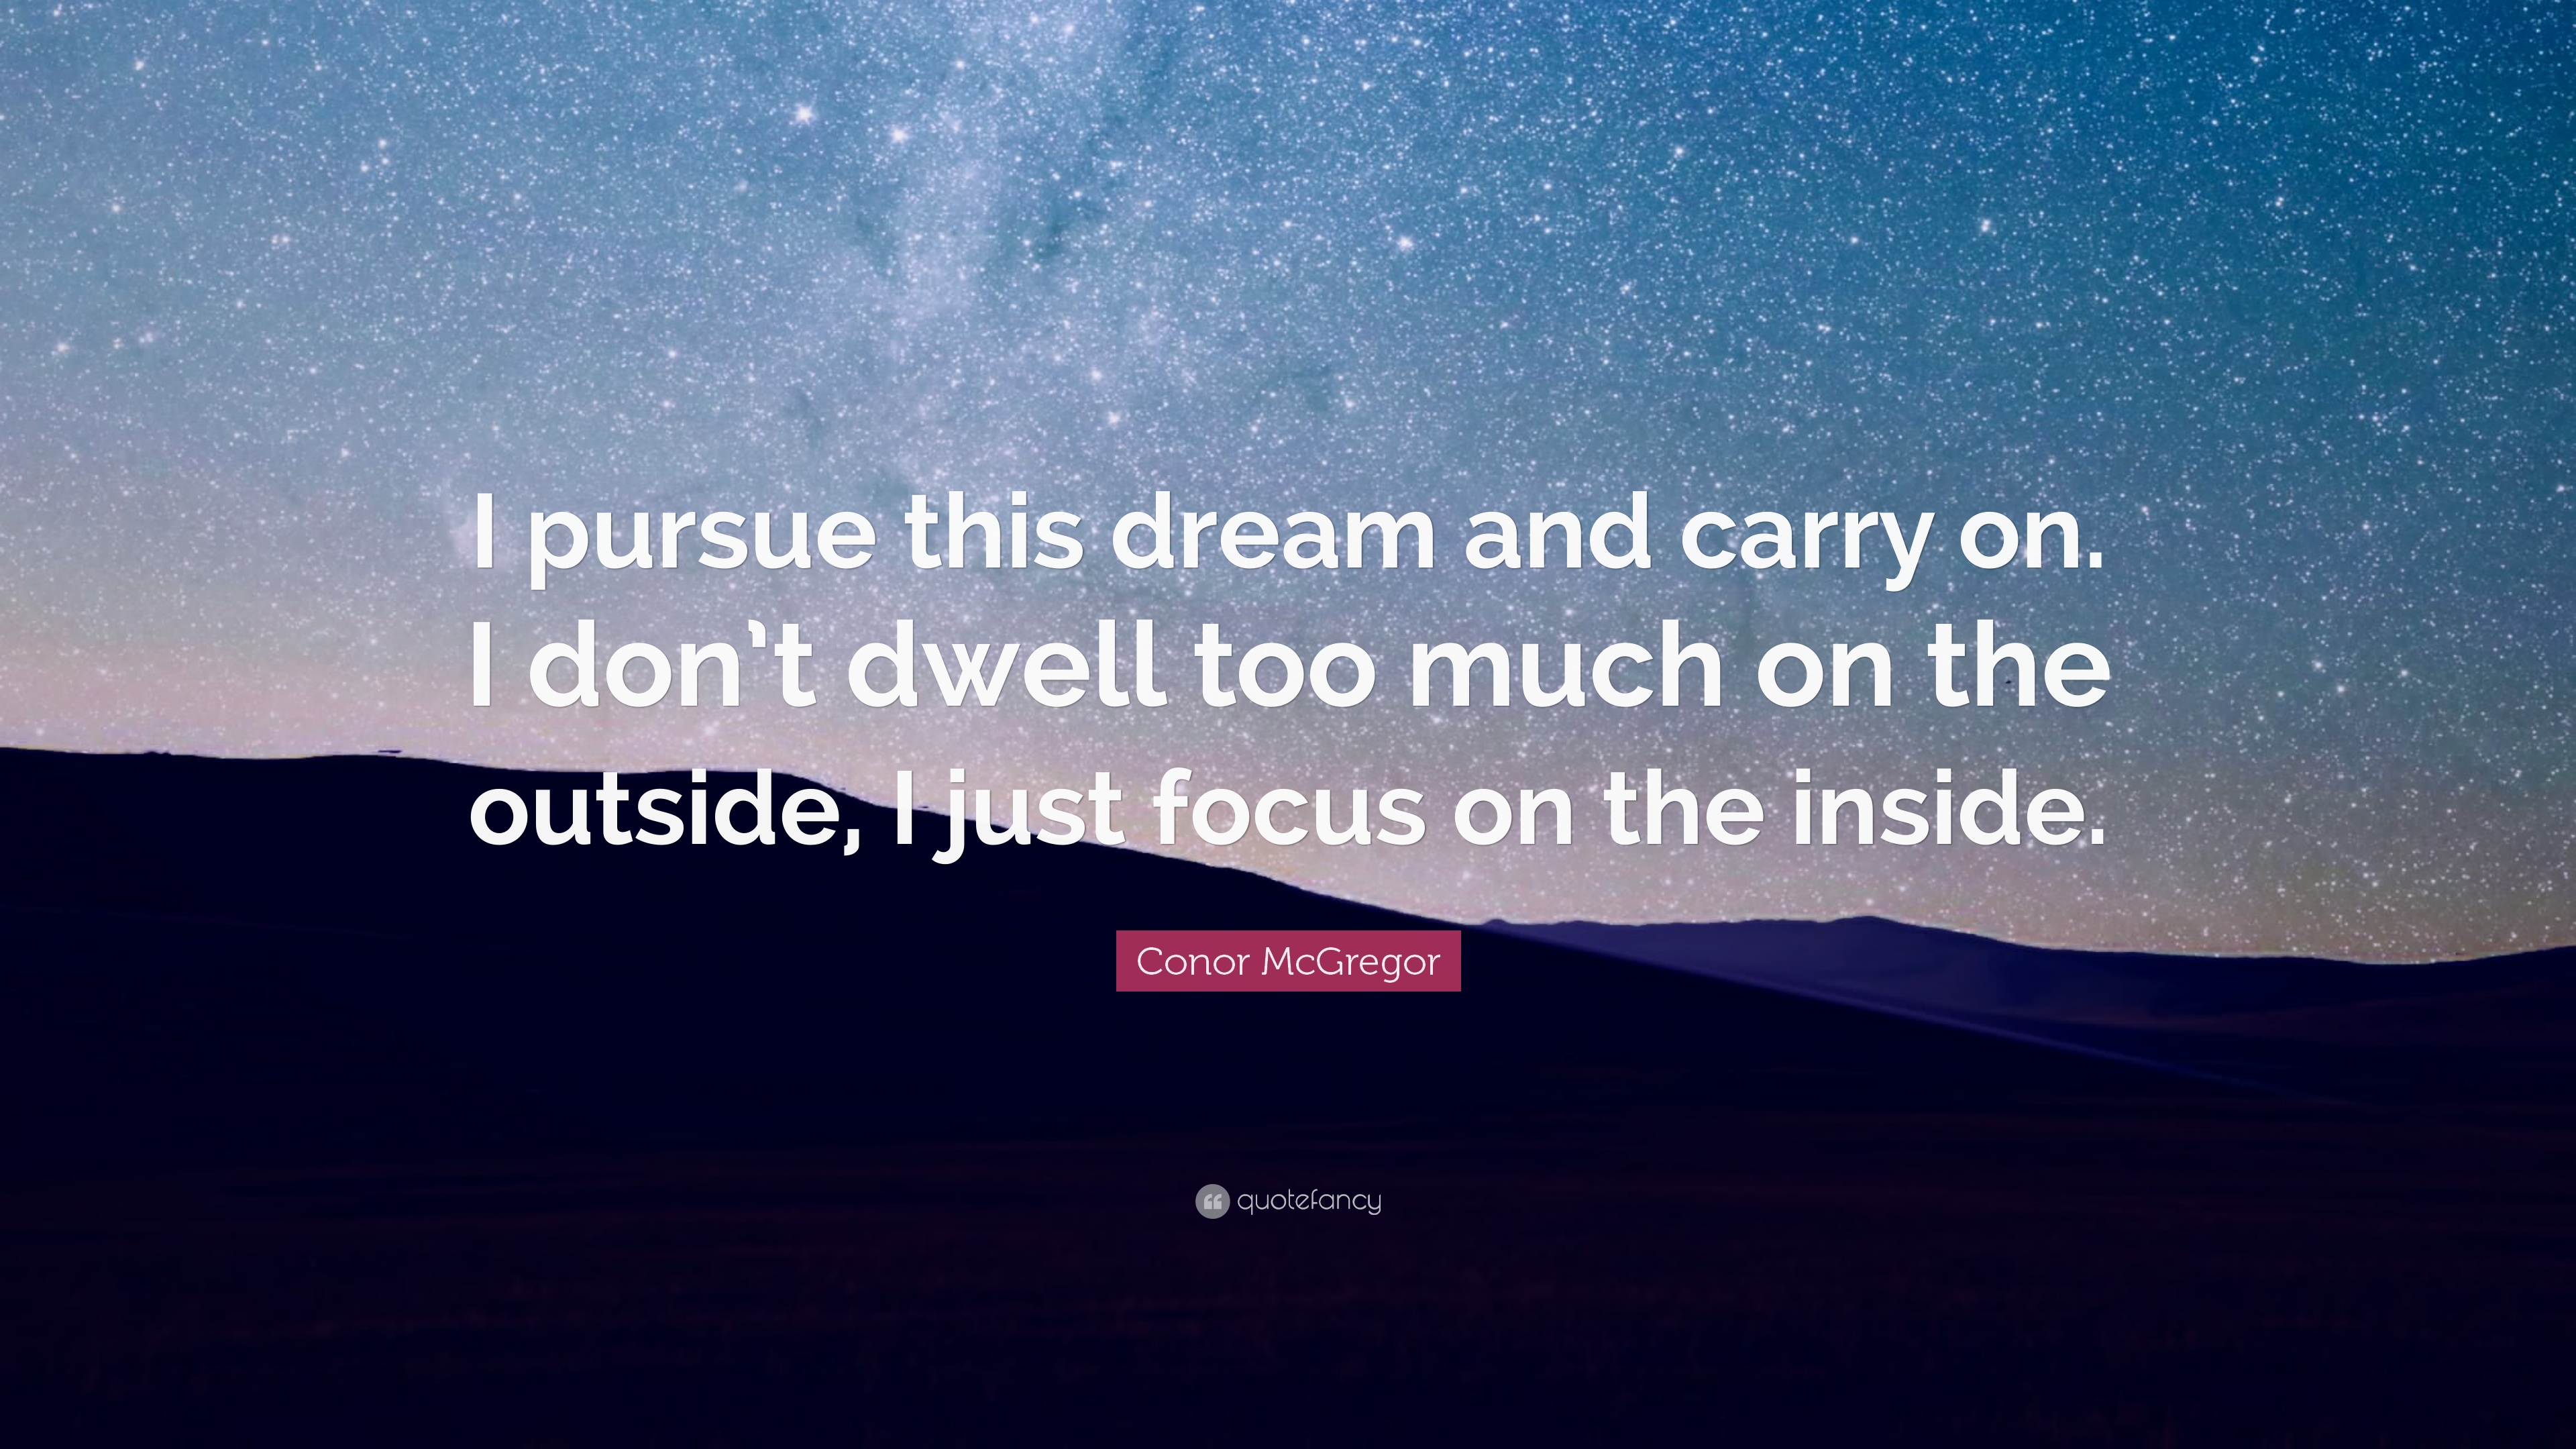 I pursue this dream and carry on.
I don’t dwell too much on the
outside, I just focus on the inside.
Conor McGregor
quotefancy